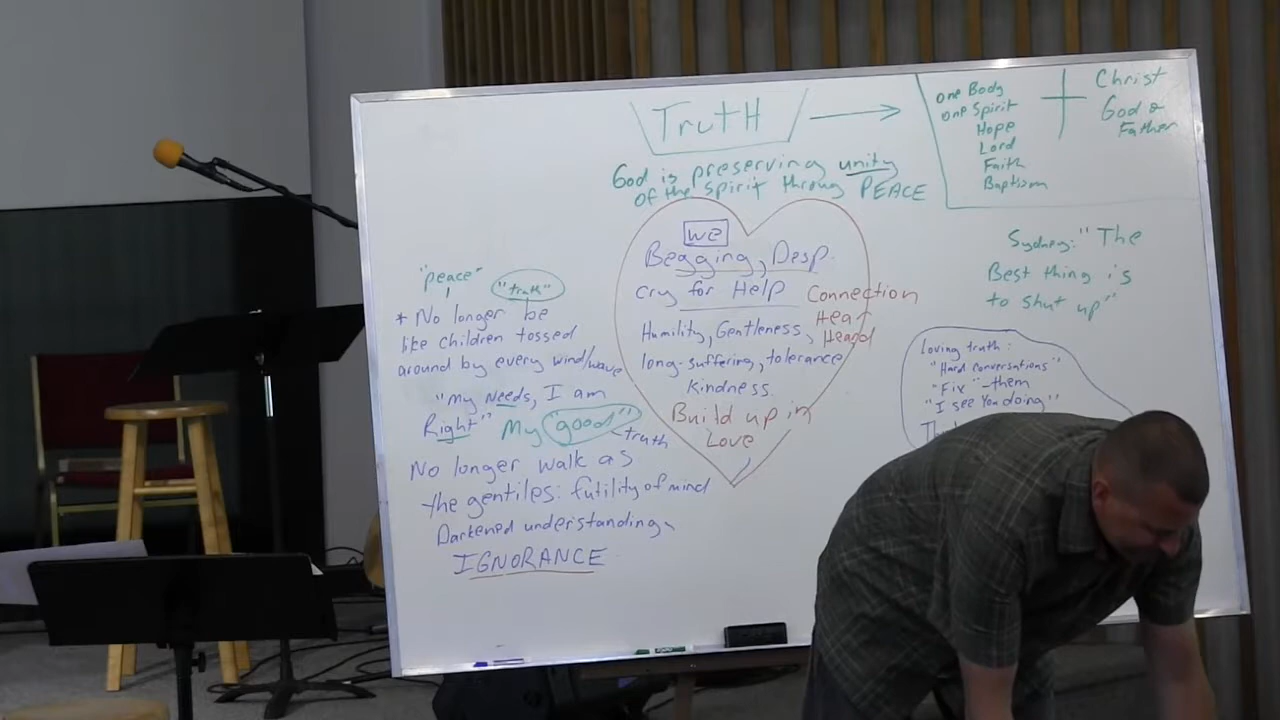 TrutH
God is preserving unity
of the Spirit through PEACE
one Body
one Spirit
Hope
Lord
Faith
Baptism
Christ
God &
Father
Sydney: "The
Best thing is
to shut up"
"peace"
"truth"
* No longer be
like children tossed
around by every wind/wave
"My needs, I am
Right"
My "good"
truth
No longer walk as
the gentiles: futility of mind
Darkened understanding
IGNORANCE
we
Begging, Desp.
cry for Help
Humility, Gentleness,
long-suffering, tolerance
Kindness
Build up in
Love
Connection
Hear
Heard
Loving truth:
"Hard conversations"
"Fix"-them
"I see You doing"